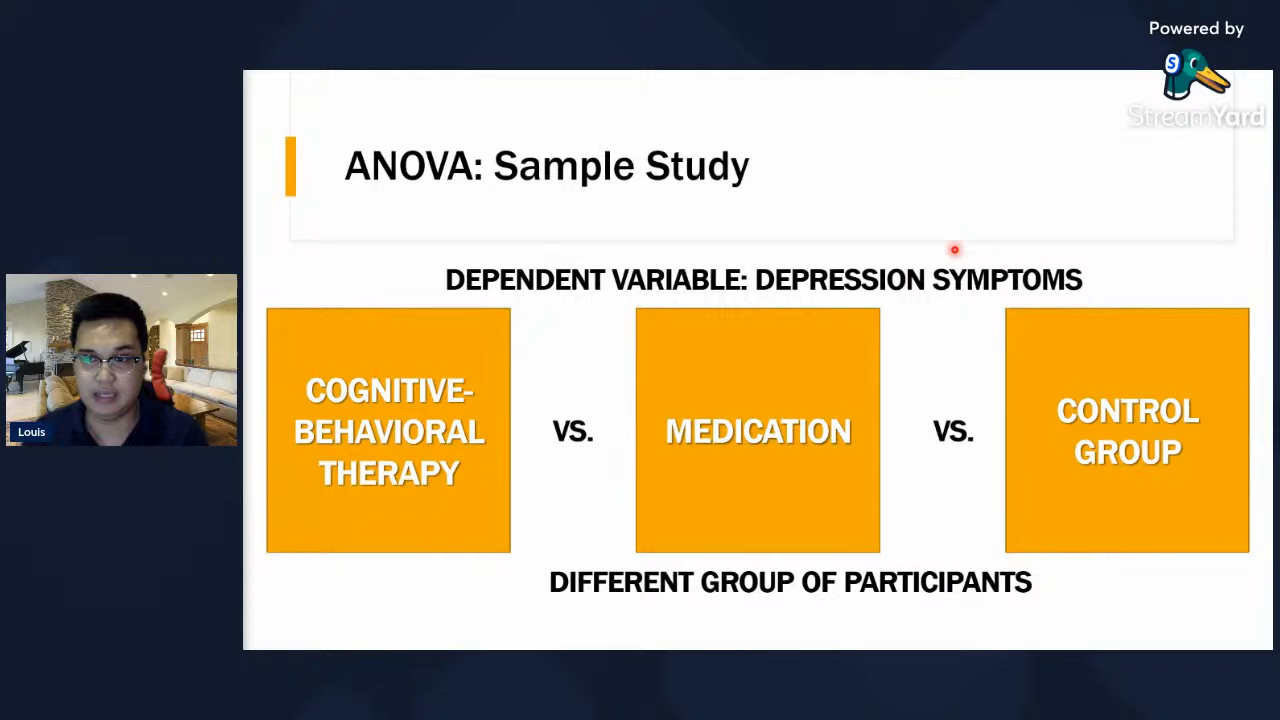 Powered by
S
StreamYard
ANOVA: Sample Study
DEPENDENT VARIABLE: DEPRESSION SYMPTOMS
COGNITIVE-
BEHAVIORAL
THERAPY
VS.
MEDICATION
VS.
CONTROL
GROUP
DIFFERENT GROUP OF PARTICIPANTS
Louis